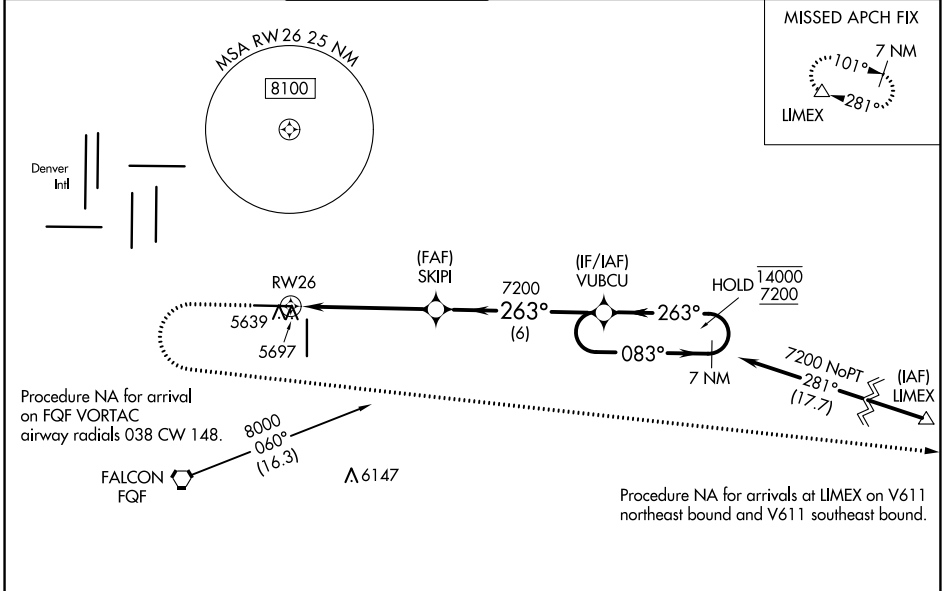 MSA RW26 25 NM
8100
MISSED APCH FIX
7 NM
101°
281°
LIMEX
Denver
Intl
(FAF)
SKIPI
7200
263°
(6)
(IF/IAF)
VUBCU
HOLD
14000
7200
263°
083°
7 NM
RW26
5639
5697
7200 NoPT
281°
(17.7)
(IAF)
LIMEX
Procedure NA for arrival
on FQF VORTAC
airway radials 038 CW 148.
8000
060°
(16.3)
FALCON
FQF
6147
Procedure NA for arrivals at LIMEX on V611
northeast bound and V611 southeast bound.